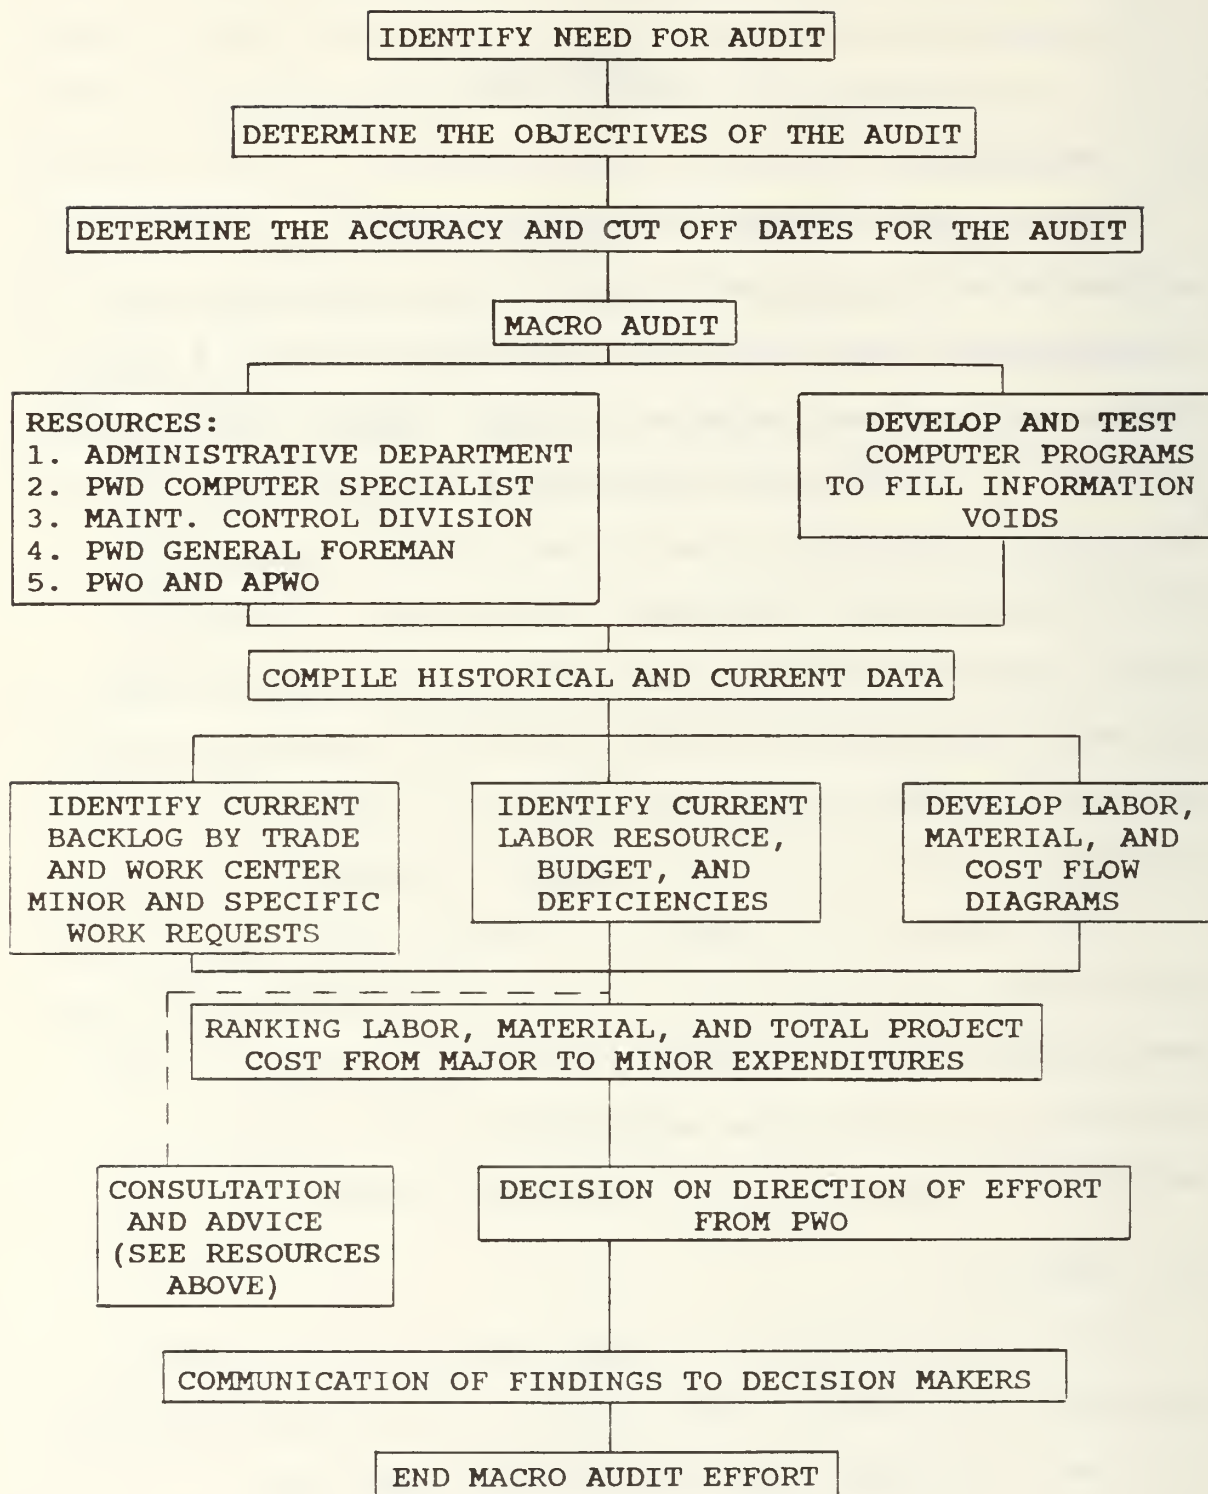 IDENTIFY NEED FOR AUDIT
DETERMINE THE OBJECTIVES OF THE AUDIT
DETERMINE THE ACCURACY AND CUT OFF DATES FOR THE AUDIT
MACRO AUDIT
RESOURCES:
1. ADMINISTRATIVE DEPARTMENT
2. PWD COMPUTER SPECIALIST
3. MAINT. CONTROL DIVISION
4. PWD GENERAL FOREMAN
5. PWO AND APWO
DEVELOP AND TEST
COMPUTER PROGRAMS
TO FILL INFORMATION
VOIDS
COMPILE HISTORICAL AND CURRENT DATA
IDENTIFY CURRENT
BACKLOG BY TRADE
AND WORK CENTER
MINOR AND SPECIFIC
WORK REQUESTS
IDENTIFY CURRENT
LABOR RESOURCE,
BUDGET, AND
DEFICIENCIES
DEVELOP LABOR,
MATERIAL, AND
COST FLOW
DIAGRAMS
RANKING LABOR, MATERIAL, AND TOTAL PROJECT
COST FROM MAJOR TO MINOR EXPENDITURES
CONSULTATION
AND ADVICE
(SEE RESOURCES
ABOVE)
DECISION ON DIRECTION OF EFFORT
FROM PWO
COMMUNICATION OF FINDINGS TO DECISION MAKERS
END MACRO AUDIT EFFORT